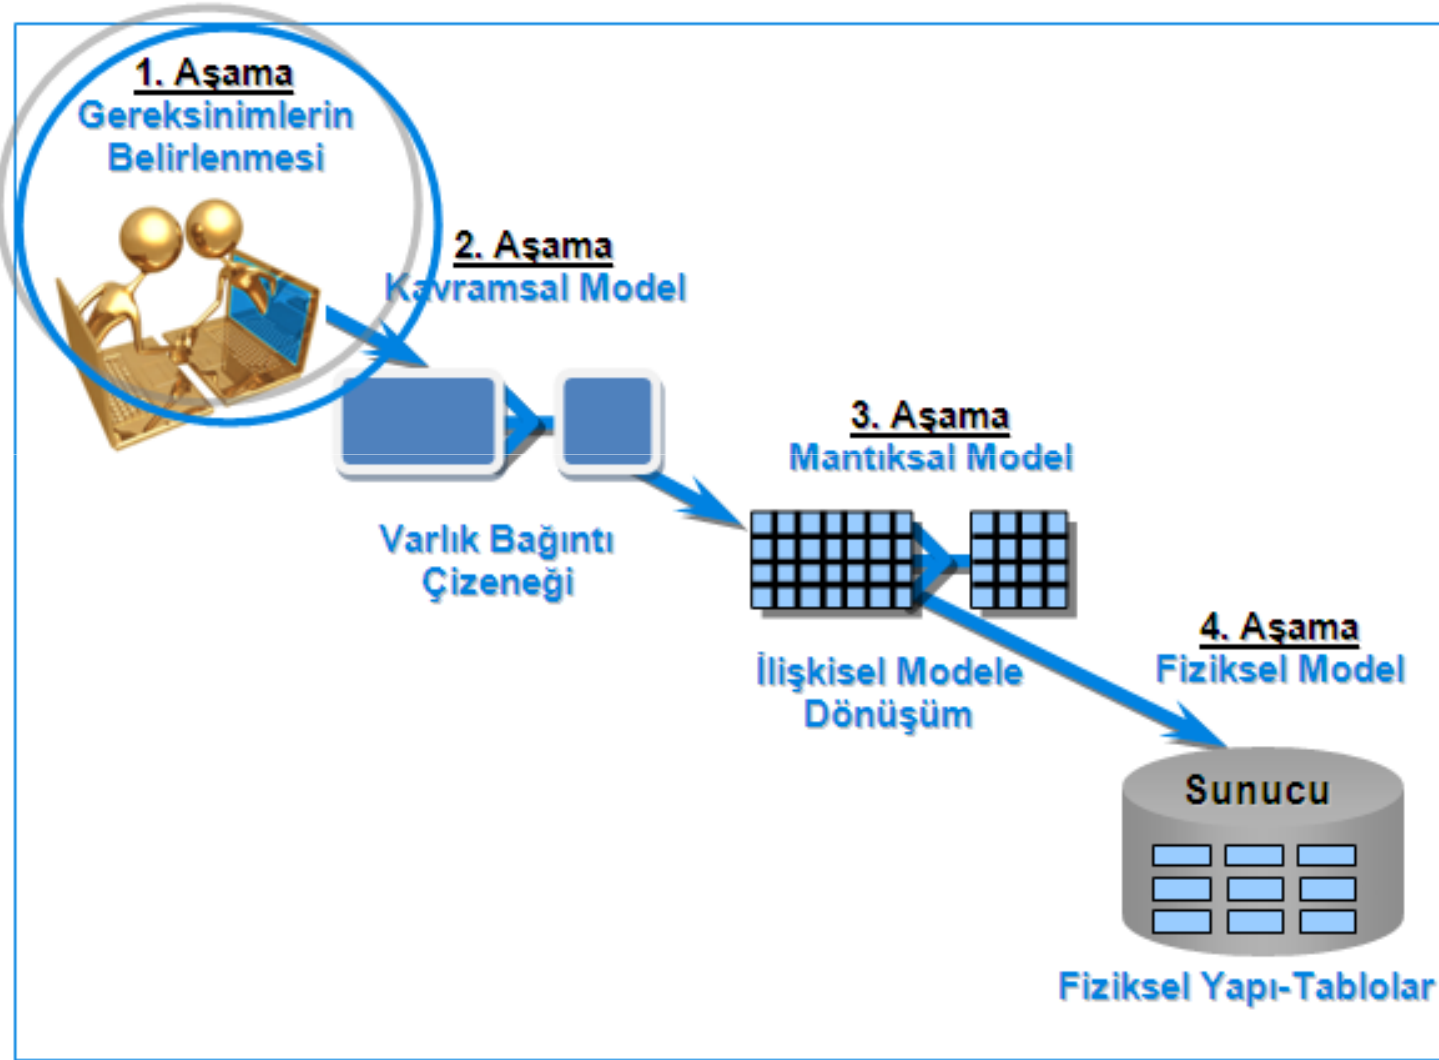 1. Aşama
Gereksinimlerin
Belirlenmesi
2. Aşama
Kavramsal Model
Varlık Bağıntı
Çizeneği
3. Aşama
Mantıksal Model
İlişkisel Modele
Dönüşüm
4. Aşama
Fiziksel Model
Sunucu
Fiziksel Yapı-Tablolar